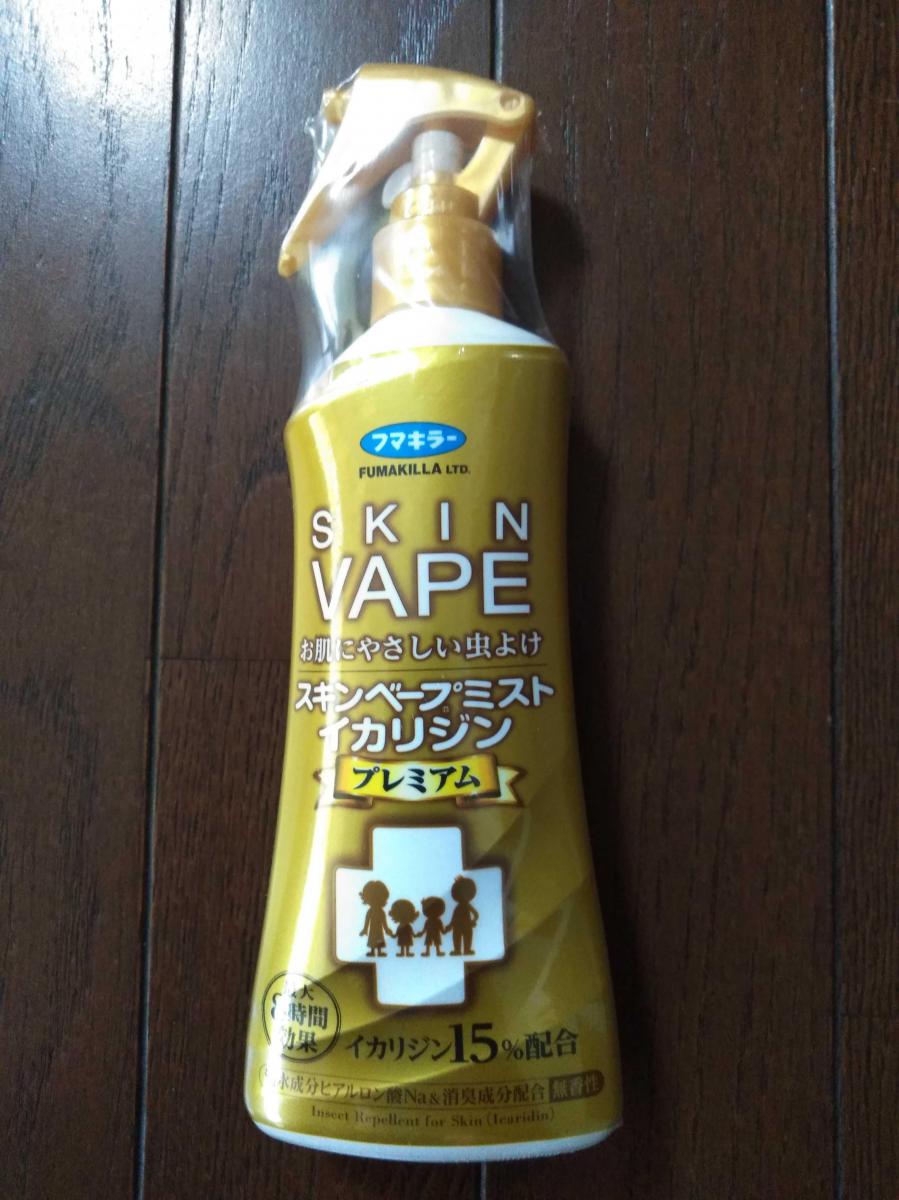 フマキラー
FUMAKILLA LTD.
SKIN
VAPE
お肌にやさしい虫よけ
スキンベープミスト
イカリジン
プレミアム
最大
8時間
効果
イカリジン15%配合
水成分ヒアルロン酸Na&消臭成分配合 無香性
Insect Repellent for Skin (Icaridin)